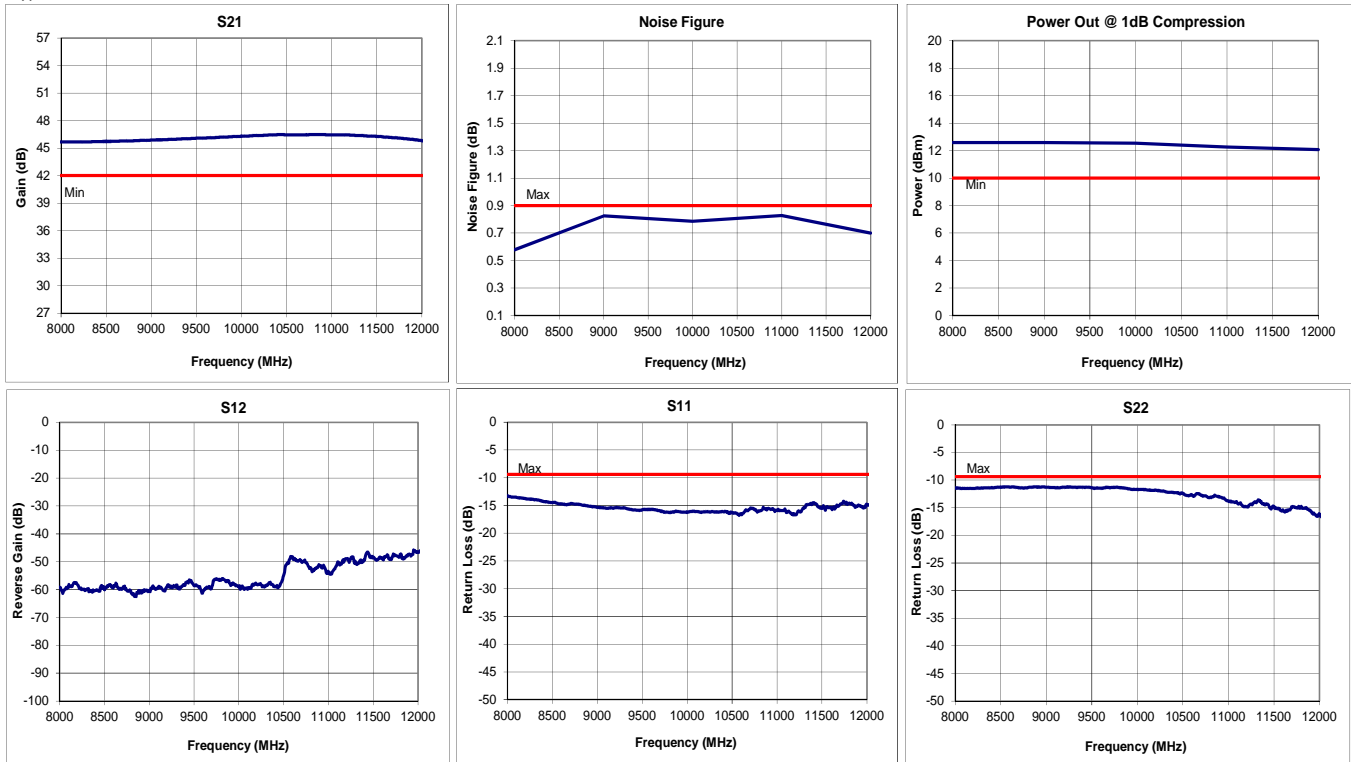 S21
Gain (dB)
57
54
51
48
45
42
39
36
33
30
27
Min
8000 8500 9000 9500 10000 10500 11000 11500 12000
Frequency (MHz)
Noise Figure
Noise Figure (dB)
2.1
1.9
1.7
1.5
1.3
1.1
0.9
0.7
0.5
0.3
0.1
Max
8000 8500 9000 9500 10000 10500 11000 11500 12000
Frequency (MHz)
Power Out @ 1dB Compression
Power (dBm)
20
18
16
14
12
10
8
6
4
2
0
Min
8000 8500 9000 9500 10000 10500 11000 11500 12000
Frequency (MHz)
S12
Reverse Gain (dB)
0
-10
-20
-30
-40
-50
-60
-70
-80
-90
-100
8000 8500 9000 9500 10000 10500 11000 11500 12000
Frequency (MHz)
S11
Return Loss (dB)
0
-5
-10
-15
-20
-25
-30
-35
-40
-45
-50
Max
8000 8500 9000 9500 10000 10500 11000 11500 12000
Frequency (MHz)
S22
Return Loss (dB)
0
-5
-10
-15
-20
-25
-30
-35
-40
-45
-50
Max
8000 8500 9000 9500 10000 10500 11000 11500 12000
Frequency (MHz)